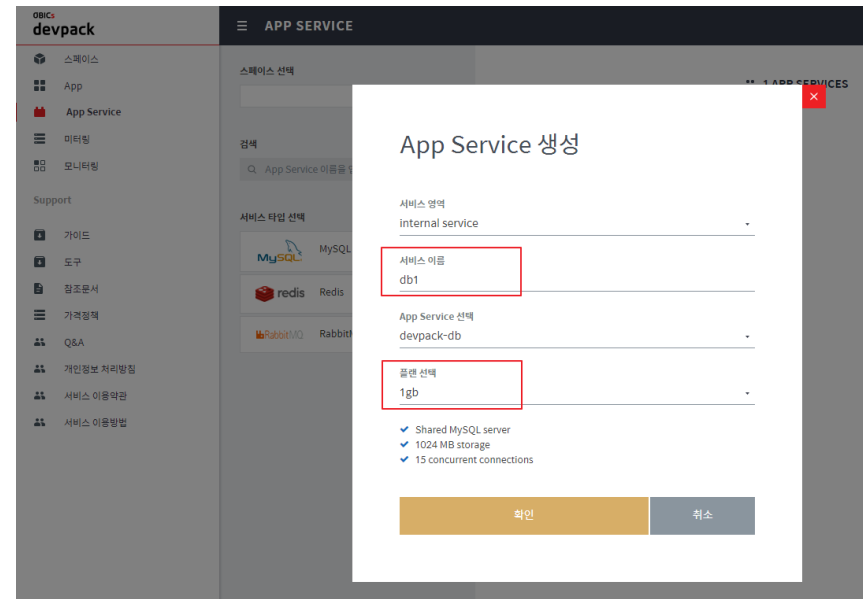 OBICs
devpack
APP SERVICE
스페이스
App
App Service
미터링
모니터링
Support
가이드
도구
참조문서
가격정책
Q&A
개인정보 처리방침
서비스 이용약관
서비스 이용방법
스페이스 선택
1 APP SERVICES
검색
App Service 이름을
서비스 타입 선택
MySQL MySQL
redis Redis
RabbitMQ
App Service 생성
서비스 영역
internal service
서비스 이름
db1
App Service 선택
devpack-db
플랜 선택
1gb
Shared MySQL server
1024 MB storage
15 concurrent connections
확인 취소